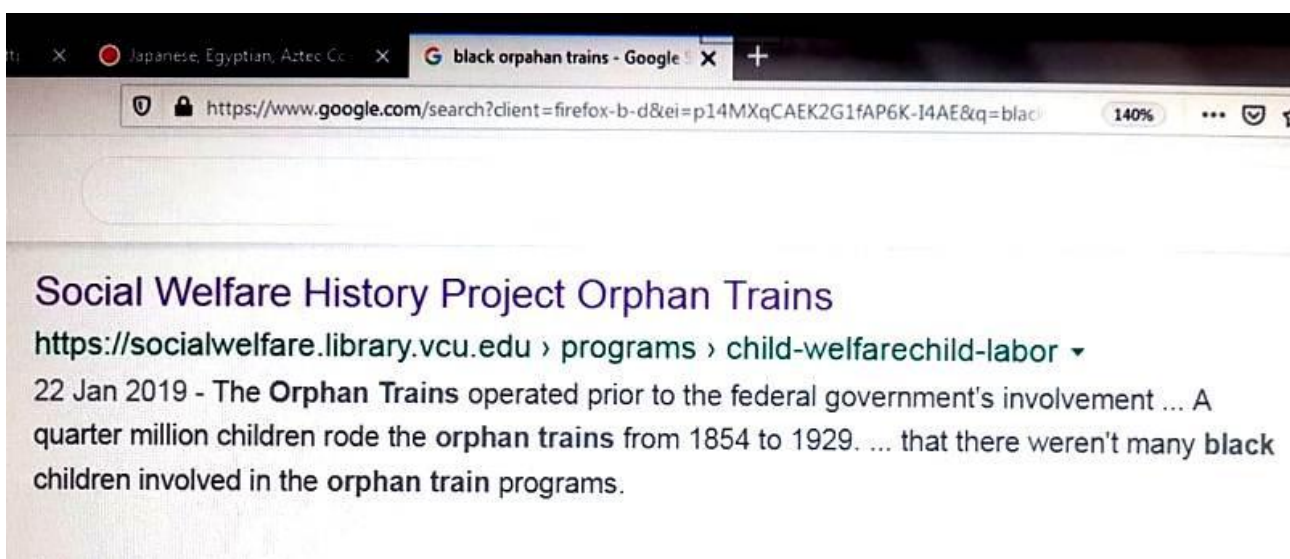 Japanese, Egyptian, Aztec Co
G black orpahan trains - Google S
https://www.google.com/search?client=firefox-b-d&ei=p14MXqCAEK2G1fAP6K-I4AE&q=blac 140%
Social Welfare History Project Orphan Trains
https://socialwelfare.library.vcu.edu › programs › child-welfarechild-labor
22 Jan 2019 - The Orphan Trains operated prior to the federal government's involvement ... A
quarter million children rode the orphan trains from 1854 to 1929. ... that there weren't many black
children involved in the orphan train programs.